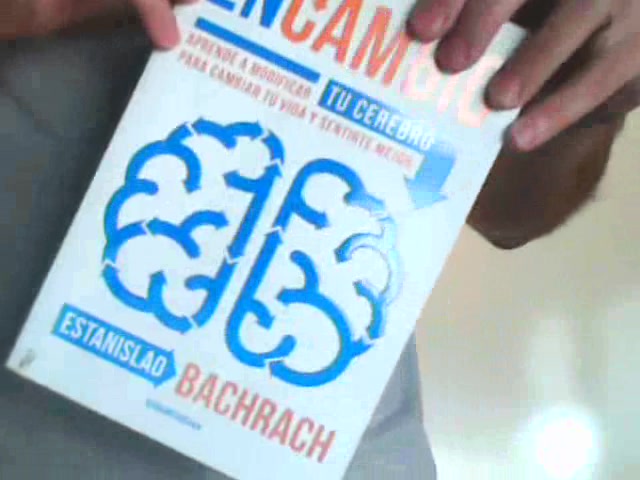 ENCAMBIO
APRENDE A MODIFICAR TU CEREBRO
PARA CAMBIAR TU VIDA Y SENTIRTE MEJOR
ESTANISLAO
BACHRACH